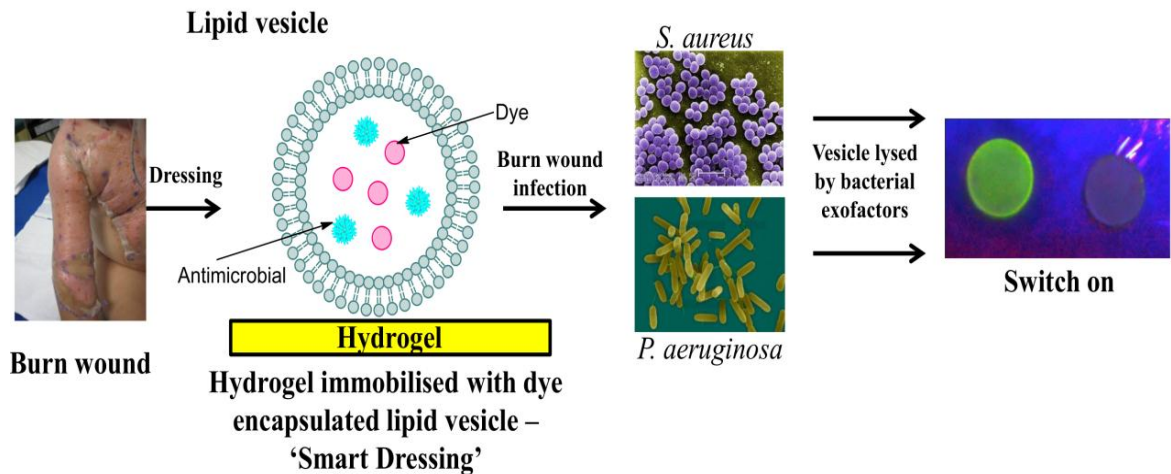 Lipid vesicle
Dye
Antimicrobial
Dressing
Burn wound
Hydrogel
Hydrogel immobilised with dye
encapsulated lipid vesicle –
‘Smart Dressing’
Burn wound
infection
S. aureus
P. aeruginosa
Vesicle lysed
by bacterial
exofactors
Switch on